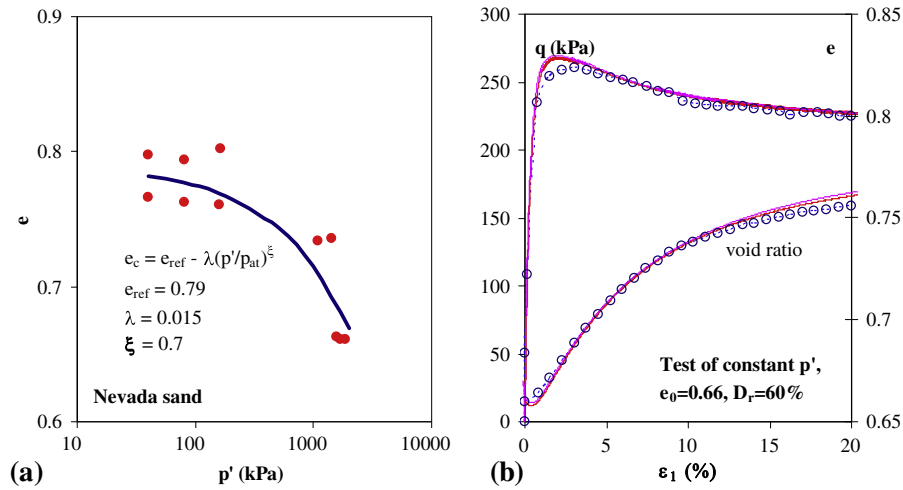 0.9
0.8
0.7
0.6
e
e_c = e_ref - λ(p'/p_at)^ξ
e_ref = 0.79
λ = 0.015
ξ = 0.7
Nevada sand
10 100 1000 10000
(a) p' (kPa)
300
250
200
150
100
50
0
q (kPa) e
0.85
0.8
0.75
0.7
0.65
void ratio
Test of constant p',
e₀=0.66, D_r=60%
0 5 10 15 20
(b) ε₁ (%)